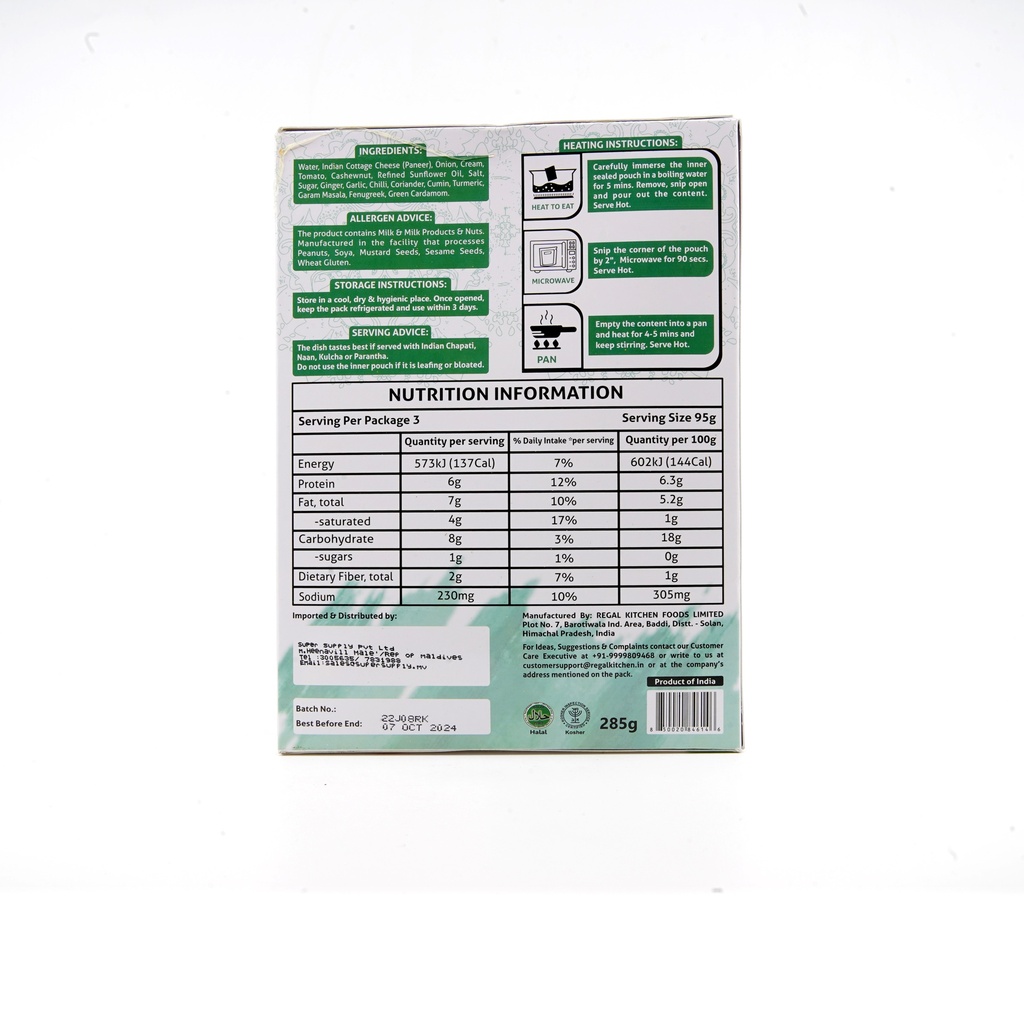 INGREDIENTS:
Water, Indian Cottage Cheese (Paneer), Onion, Cream,
Tomato, Cashewnut, Refined Sunflower Oil, Salt,
Sugar, Ginger, Garlic, Chilli, Coriander, Cumin, Turmeric,
Garam Masala, Fenugreek, Green Cardamom.
ALLERGEN ADVICE:
The product contains Milk & Milk Products & Nuts.
Manufactured in the facility that processes
Peanuts, Soya, Mustard Seeds, Sesame Seeds,
Wheat Gluten.
STORAGE INSTRUCTIONS:
Store in a cool, dry & hygienic place. Once opened,
keep the pack refrigerated and use within 3 days.
SERVING ADVICE:
The dish tastes best if served with Indian Chapati,
Naan, Kulcha or Parantha.
Do not use the inner pouch if it is leafing or bloated.
HEATING INSTRUCTIONS:
HEAT TO EAT
Carefully immerse the inner
sealed pouch in a boiling water
for 5 mins. Remove, snip open
and pour out the content.
Serve Hot.
MICROWAVE
Snip the corner of the pouch
by 2", Microwave for 90 secs.
Serve Hot.
PAN
Empty the content into a pan
and heat for 4-5 mins and
keep stirring. Serve Hot.
NUTRITION INFORMATION
Serving Per Package 3 Serving Size 95g
Quantity per serving % Daily Intake *per serving Quantity per 100g
Energy 573kJ (137Cal) 7% 602kJ (144Cal)
Protein 6g 12% 6.3g
Fat, total 7g 10% 5.2g
-saturated 4g 17% 1g
Carbohydrate 8g 3% 18g
-sugars 1g 1% 0g
Dietary Fiber, total 2g 7% 1g
Sodium 230mg 10% 305mg
Imported & Distributed by:
Super Supply Pvt Ltd
M.Meenavill Male'/Rep of Maldives
Tel :3005635/ 7831988
Email:sales@supersupply.mv
Batch No.: 22J08RK
Best Before End: 07 OCT 2024
Manufactured By: REGAL KITCHEN FOODS LIMITED
Plot No. 7, Barotiwala Ind. Area, Baddi, Distt. - Solan,
Himachal Pradesh, India
For Ideas, Suggestions & Complaints contact our Customer
Care Executive at +91-9999809468 or write to us at
customersupport@regalkitchen.in or at the company's
address mentioned on the pack.
Product of India
Halal
Kosher
285g
8 50020 84614 6